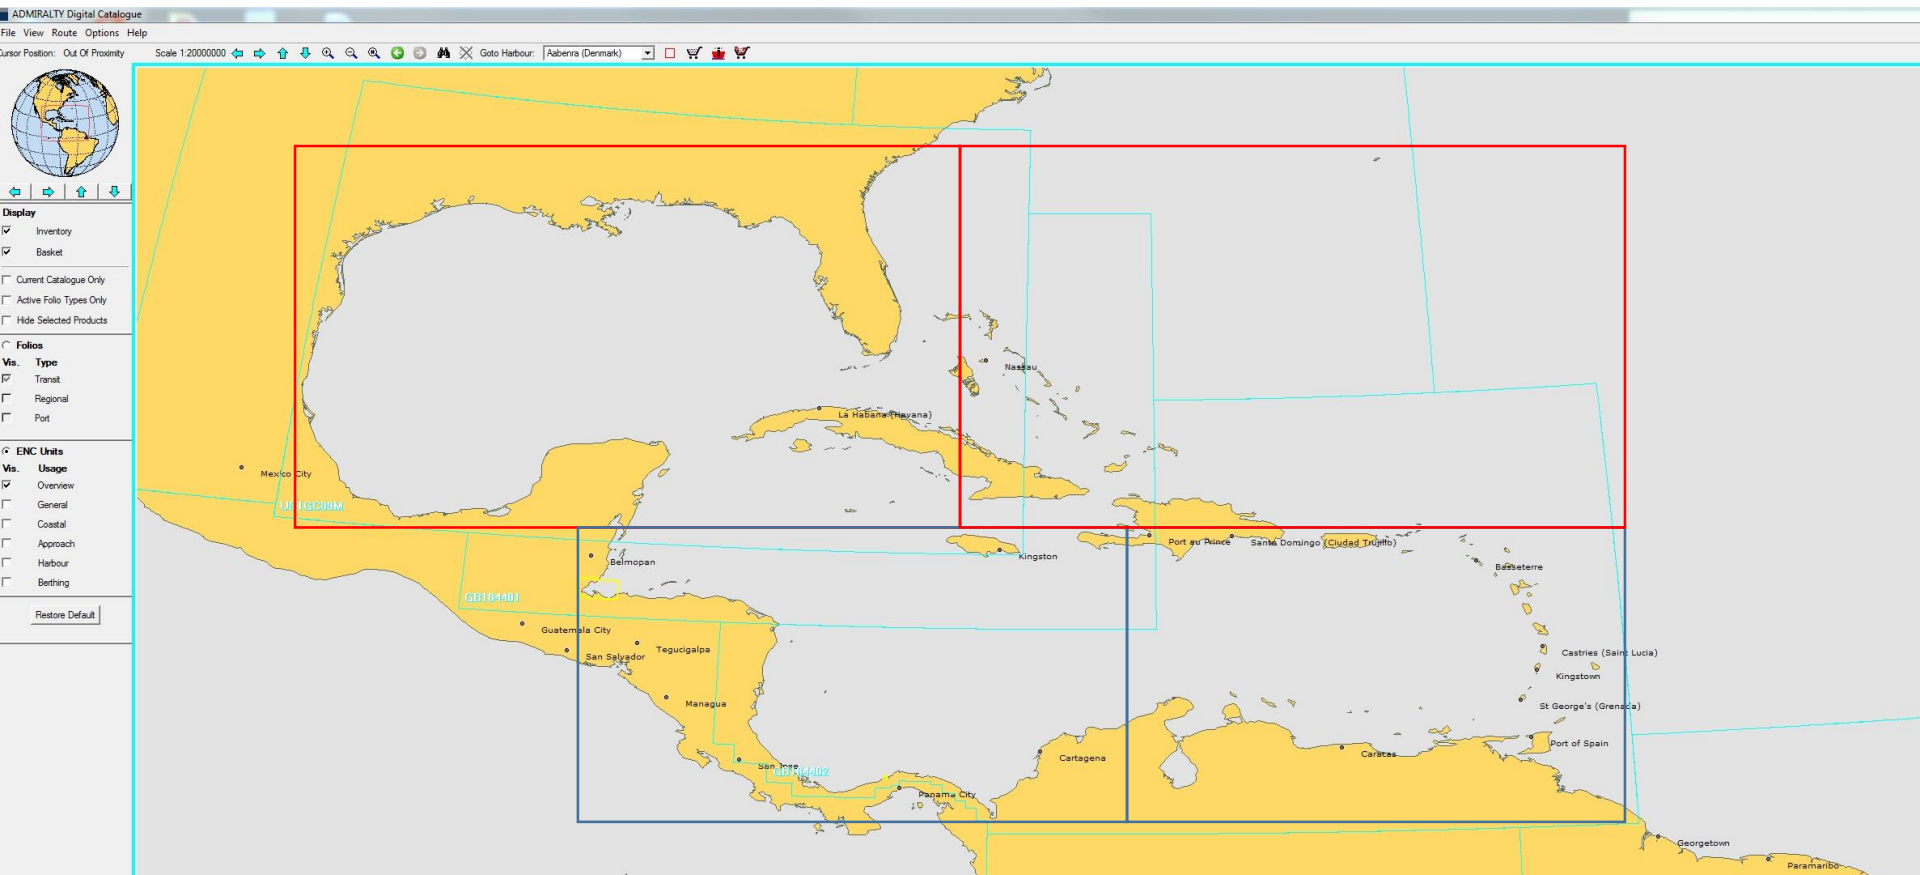 ADMIRALTY Digital Catalogue
File View Route Options Help
Cursor Position: Out Of Proximity Scale 1:20000000 Goto Harbour: Aabenra (Denmark)
Display
Inventory
Basket
Current Catalogue Only
Active Folio Types Only
Hide Selected Products
Folios
Vis. Type
Transit
Regional
Port
ENC Units
Vis. Usage
Overview
General
Coastal
Approach
Harbour
Berthing
Restore Default
Nassau
La Habana (Havana)
Mexico City
US1GC09M
Kingston
Port au Prince
Santo Domingo (Ciudad Trujillo)
Belmopan
Basseterre
GB104401
Guatemala City
San Salvador
Tegucigalpa
Castries (Saint Lucia)
Kingstown
Managua
St George's (Grenada)
Port of Spain
Caracas
Cartagena
San Jose
GB104402
Panama City
Georgetown
Paramaribo